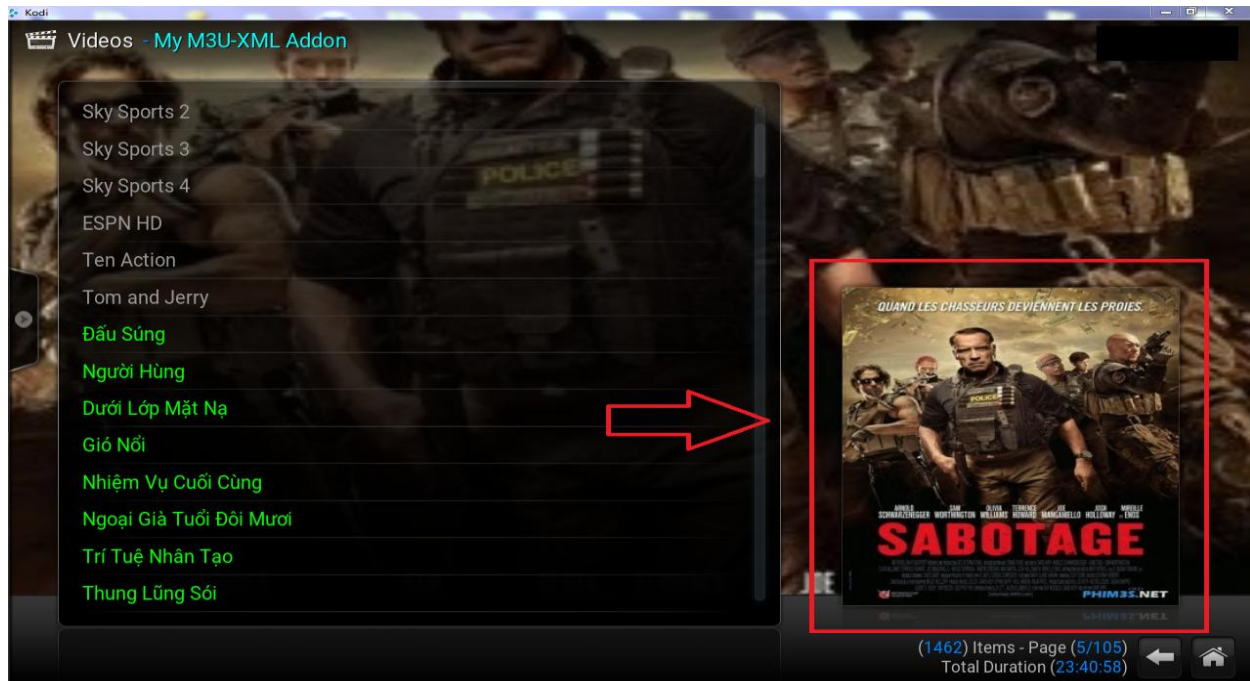 Kodi
Videos - My M3U-XML Addon
Sky Sports 2
Sky Sports 3
Sky Sports 4
ESPN HD
Ten Action
Tom and Jerry
Đấu Súng
Người Hùng
Dưới Lớp Mặt Nạ
Gió Nổi
Nhiệm Vụ Cuối Cùng
Ngoại Già Tuổi Đôi Mươi
Trí Tuệ Nhân Tạo
Thung Lũng Sói
POLICE
QUAND LES CHASSEURS DEVIENNENT LES PROIES.
POLICE
ARNOLD SCHWARZENEGGER
SAM WORTHINGTON
OLIVIA WILLIAMS
TERRENCE HOWARD
JOE MANGANIELLO
JOSH HOLLOWAY
MIREILLE ENOS
SABOTAGE
PHIM3S.NET
JOE
(1462) Items - Page (5/105)
Total Duration (23:40:58)